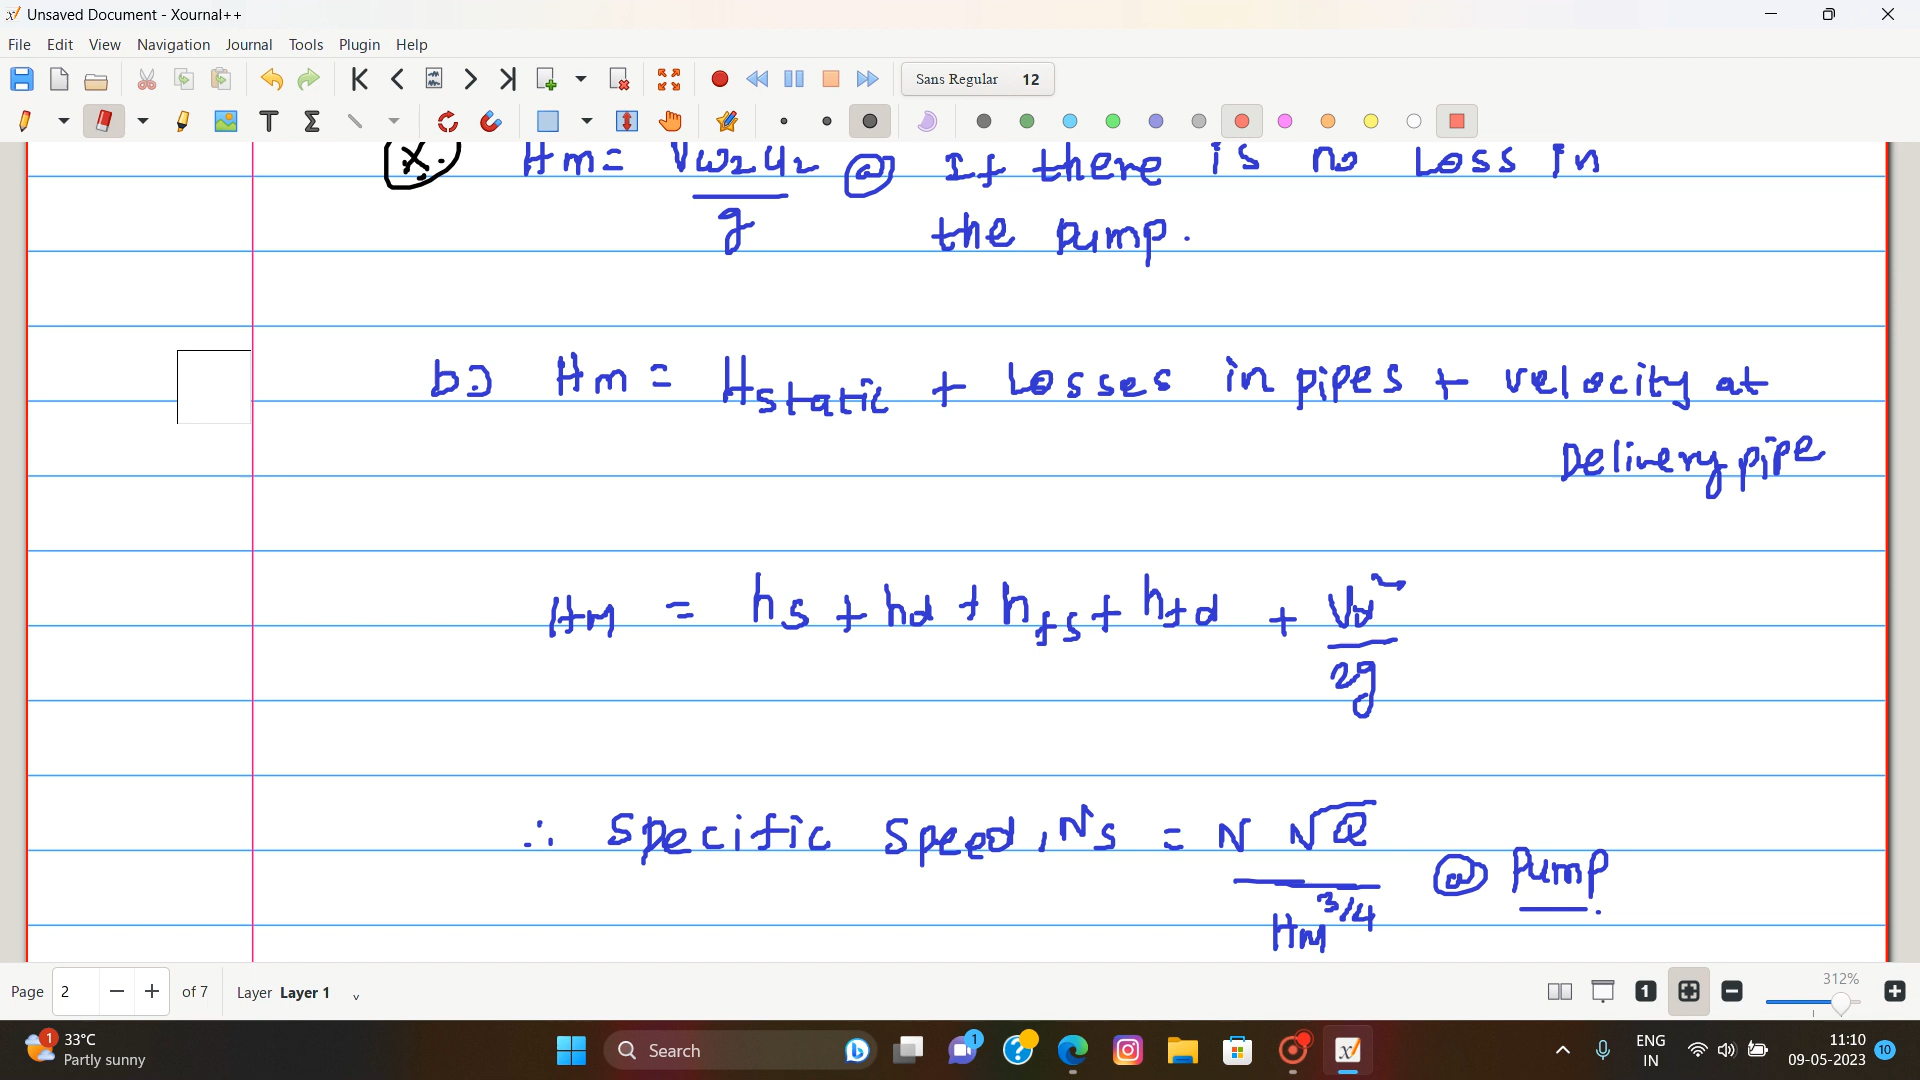 Unsaved Document - Xournal++
File Edit View Navigation Journal Tools Plugin Help
Sans Regular 12
X. Hm = Vw2u2 @ If there is no Loss In
g the pump.
b.) Hm = Hstatic + Losses in pipes + velocity at
Delivery pipe
Hm = hs + hd + hfs + hfd + Vd²
2g
∴ Specific Speed, Ns = N √Q
@ Pump.
Hm 3/4
Page 2 of 7 Layer Layer 1 312%
1 33°C
Partly sunny
Search
1
ENG
IN
11:10
09-05-2023
10